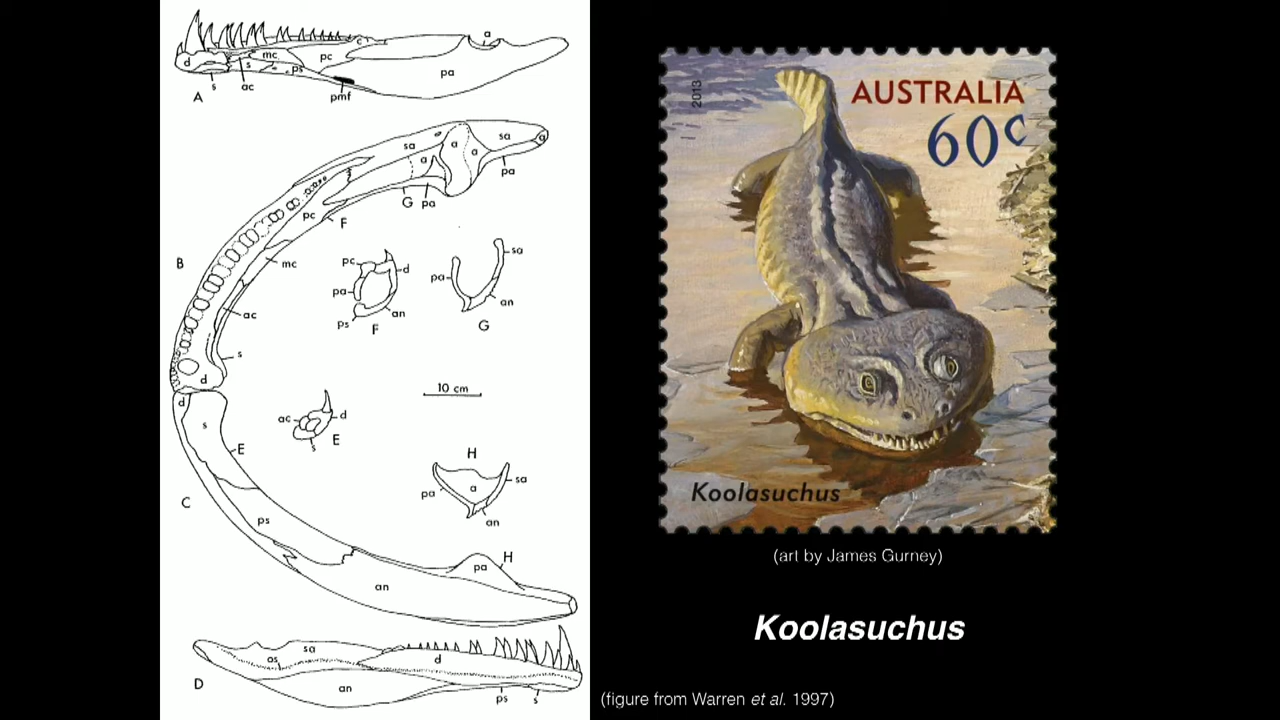 a
c
d
mc
pc
s
ps
pa
s
ac
A
pmf
sa
a
sa
a
a
a
pa
G
pa
pc
F
B
mc
sa
pc
d
pa
pa
an
ac
ps
an
F
G
s
d
10 cm
d
ac
d
s
E
s
E
H
pa
a
sa
C
an
ps
H
pa
an
sa
os
d
D
an
ps
s
2013
AUSTRALIA
60c
Koolasuchus
(art by James Gurney)
Koolasuchus
(figure from Warren et al. 1997)